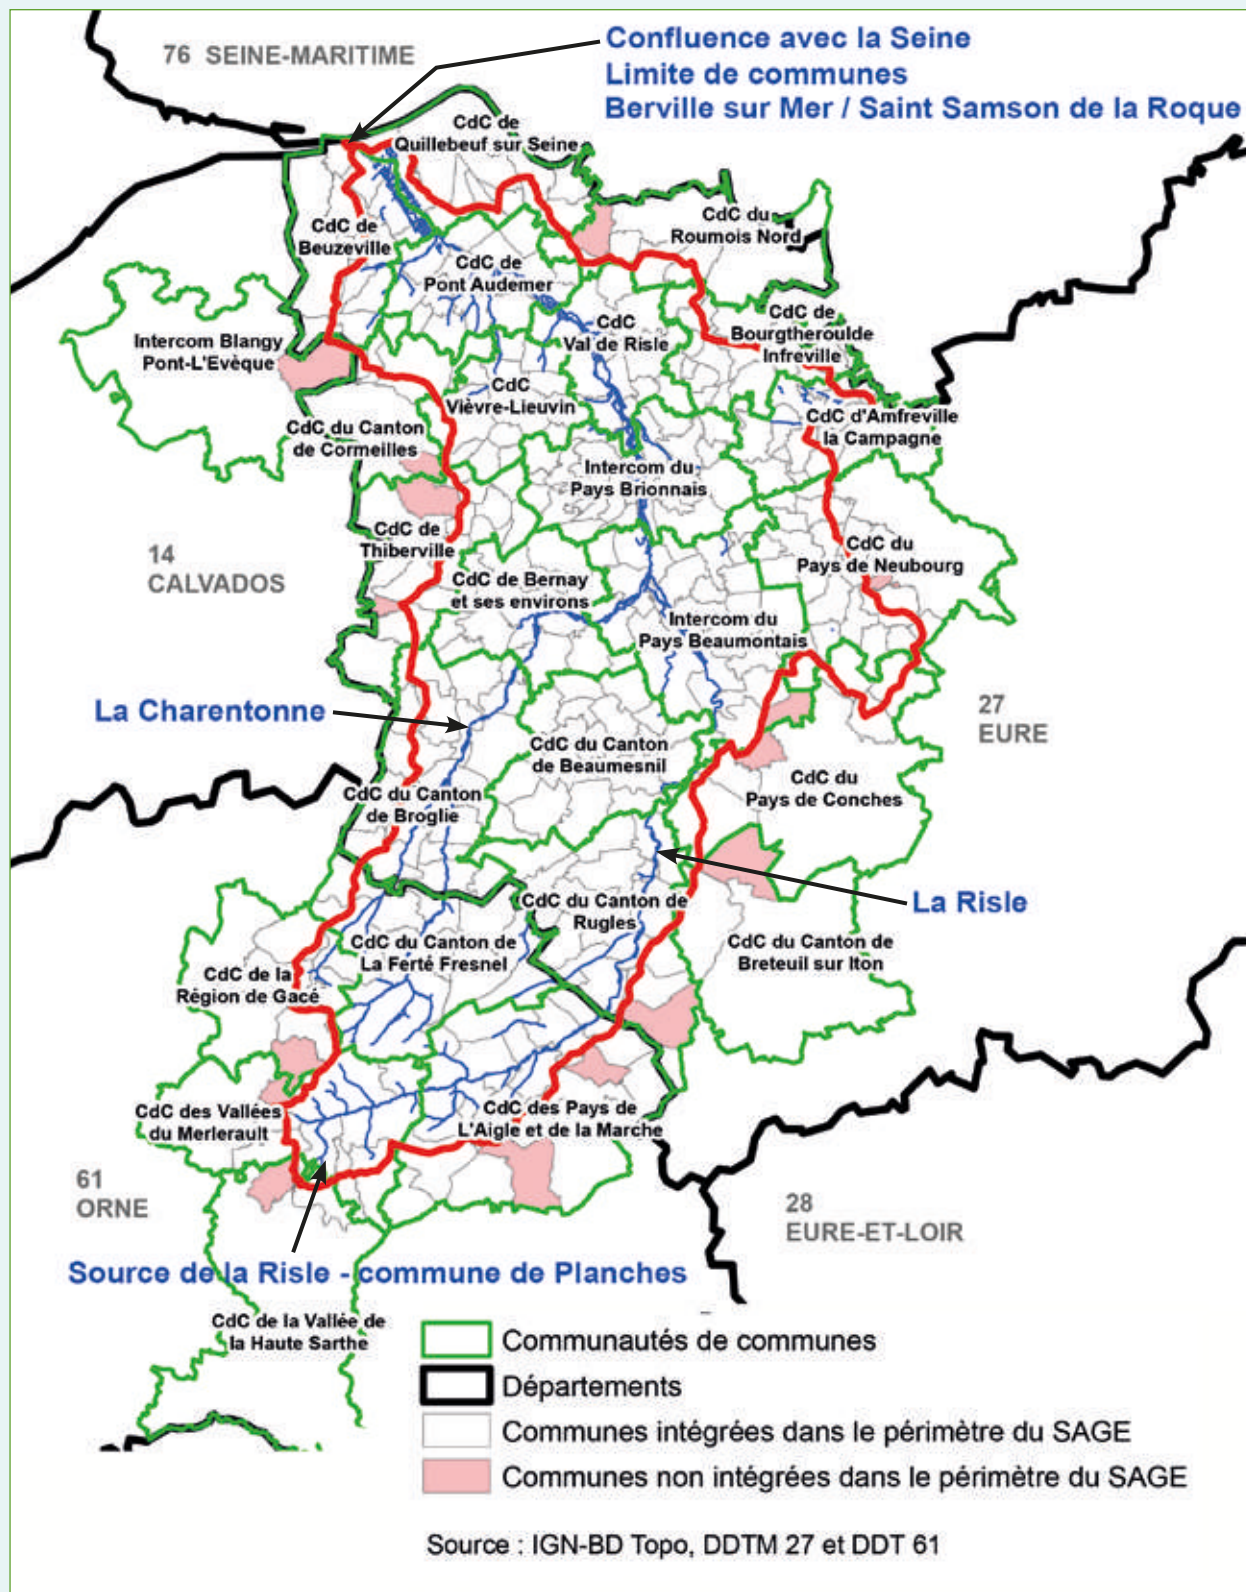 76 SEINE-MARITIME
Confluence avec la Seine
Limite de communes
Berville sur Mer / Saint Samson de la Roque
CdC de
Quillebeuf sur Seine
CdC du
Roumois Nord
CdC de
Beuzeville
CdC de
Pont Audemer
CdC
Val de Risle
CdC de
Bourgtheroulde
Infreville
Intercom Blangy
Pont-L'Evèque
CdC
Vièvre-Lieuvin
CdC d'Amfreville
la Campagne
CdC du Canton
de Cormeilles
Intercom du
Pays Brionnais
CdC de
Thiberville
CdC du
Pays de Neubourg
14
CALVADOS
CdC de Bernay
et ses environs
Intercom du
Pays Beaumontais
La Charentonne
27
EURE
CdC du Canton
de Beaumesnil
CdC du
Pays de Conches
CdC du Canton
de Broglie
La Risle
CdC du Canton de
Rugles
CdC du Canton de
La Ferté Fresnel
CdC du Canton de
Breteuil sur Iton
CdC de la
Région de Gacé
CdC des Vallées
du Merlerault
CdC des Pays de
L'Aigle et de la Marche
61
ORNE
28
EURE-ET-LOIR
Source de la Risle - commune de Planches
CdC de la Vallée de
la Haute Sarthe
Communautés de communes
Départements
Communes intégrées dans le périmètre du SAGE
Communes non intégrées dans le périmètre du SAGE
Source : IGN-BD Topo, DDTM 27 et DDT 61